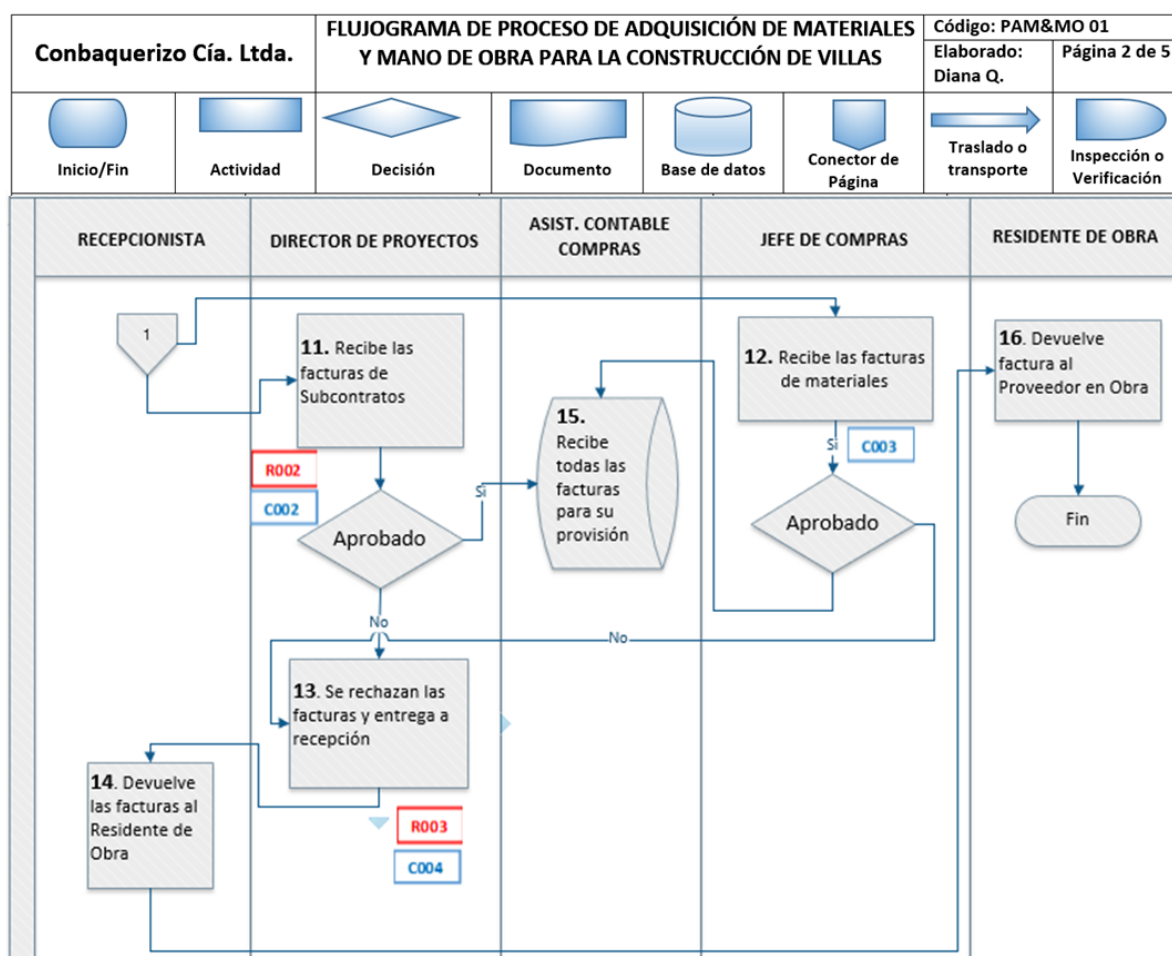 Conbaquerizo Cía. Ltda.
FLUJOGRAMA DE PROCESO DE ADQUISICIÓN DE MATERIALES
Y MANO DE OBRA PARA LA CONSTRUCCIÓN DE VILLAS
Código: PAM&MO 01
Elaborado:
Diana Q.
Página 2 de 5
Inicio/Fin
Actividad
Decisión
Documento
Base de datos
Conector de
Página
Traslado o
transporte
Inspección o
Verificación
RECEPCIONISTA
DIRECTOR DE PROYECTOS
ASIST. CONTABLE
COMPRAS
JEFE DE COMPRAS
RESIDENTE DE OBRA
1
11. Recibe las
facturas de
Subcontratos
12. Recibe las facturas
de materiales
16. Devuelve
factura al
Proveedor en Obra
15.
Recibe
todas las
facturas
para su
provisión
Si
C003
R002
C002
Aprobado
Si
Aprobado
Fin
No
No
13. Se rechazan las
facturas y entrega a
recepción
14. Devuelve
las facturas al
Residente de
Obra
R003
C004